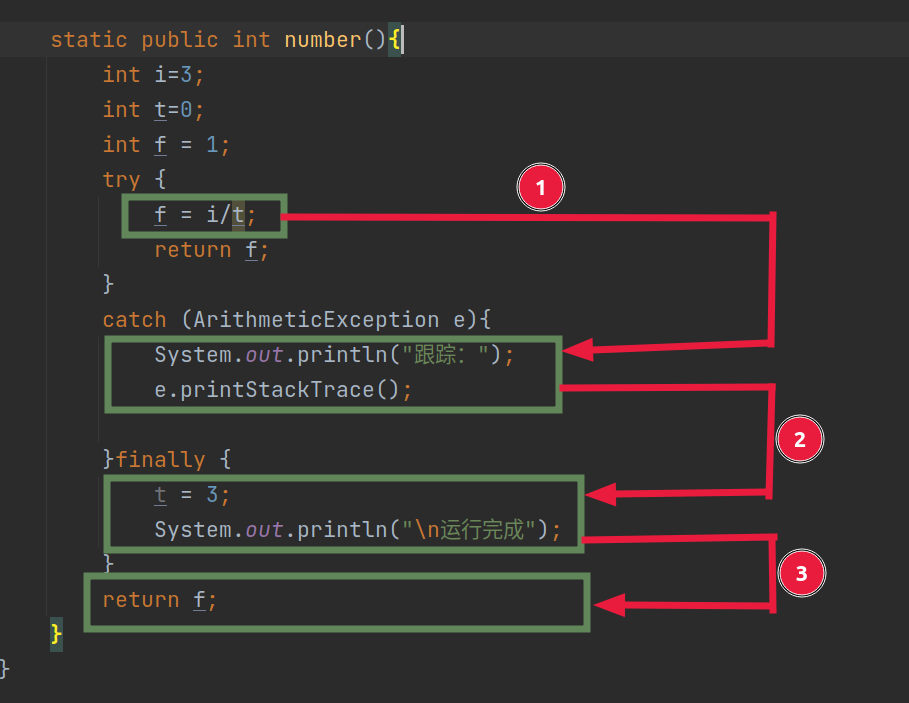 static public int number(){
int i=3;
int t=0;
int f = 1;
try {
1
f = i/t;
return f;
}
catch (ArithmeticException e){
System.out.println("跟踪: ");
e.printStackTrace();
2
}finally {
t = 3;
System.out.println("\n运行完成");
}
3
return f;
}
}